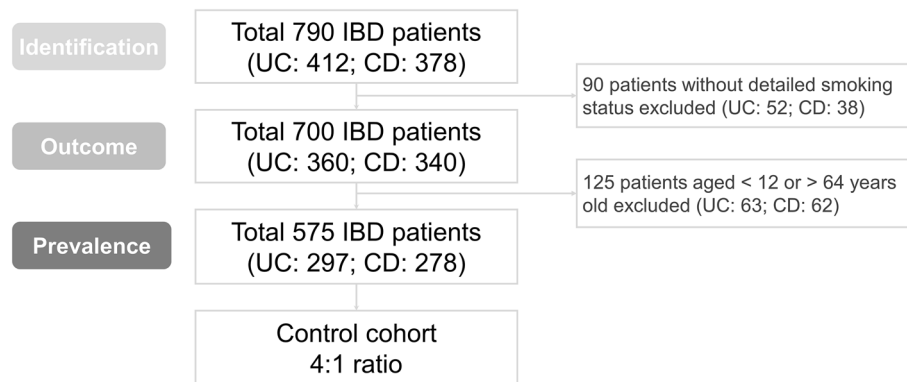 Identification
Total 790 IBD patients
(UC: 412; CD: 378)
90 patients without detailed smoking
status excluded (UC: 52; CD: 38)
Outcome
Total 700 IBD patients
(UC: 360; CD: 340)
125 patients aged < 12 or > 64 years
old excluded (UC: 63; CD: 62)
Prevalence
Total 575 IBD patients
(UC: 297; CD: 278)
Control cohort
4:1 ratio